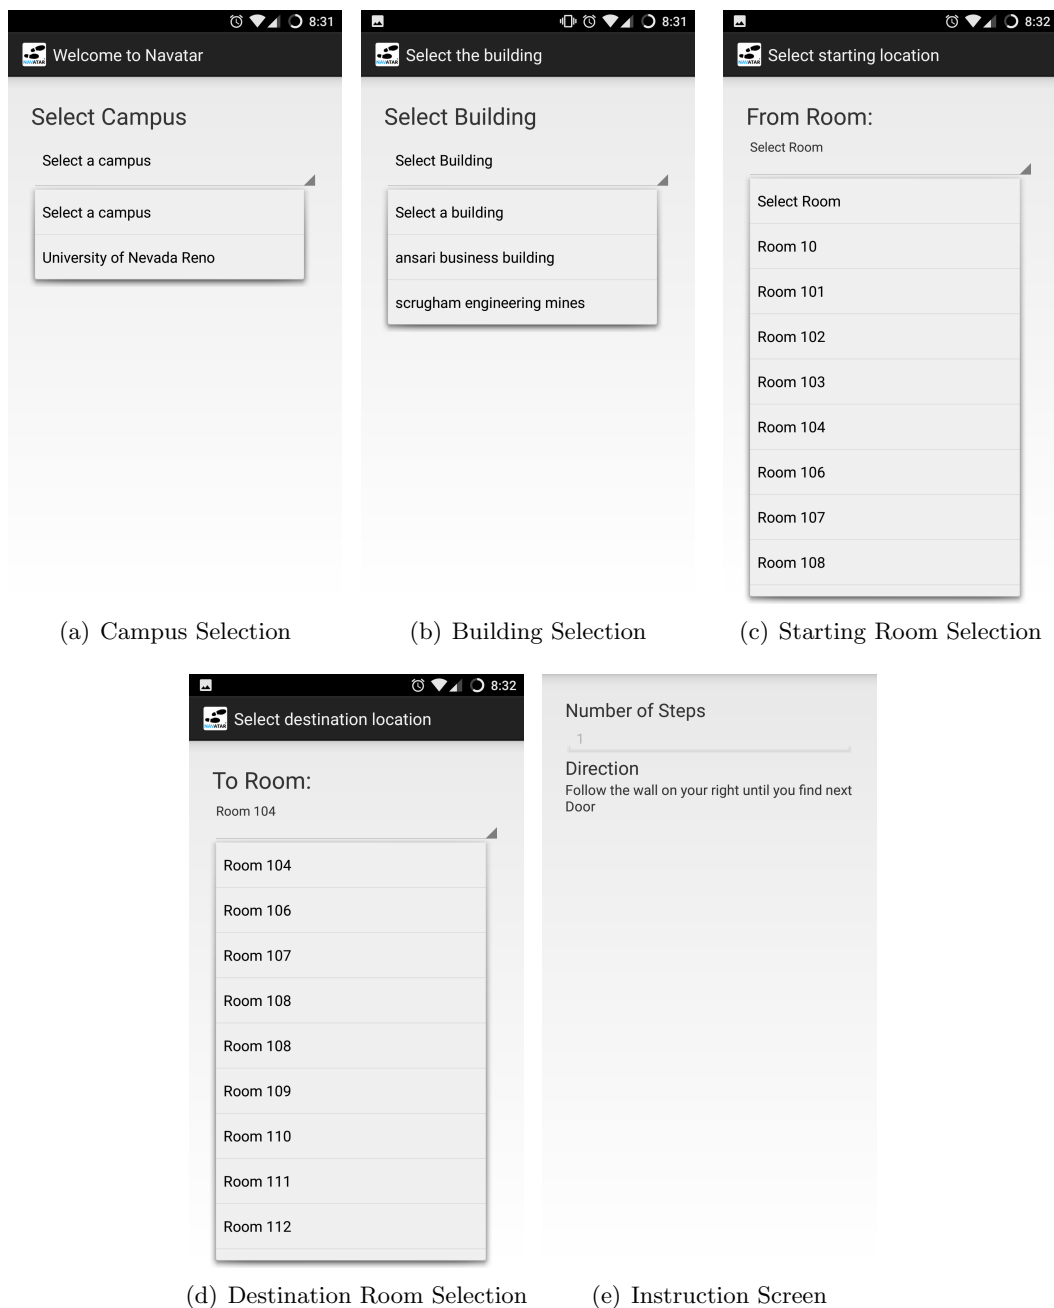 8:31
NAVATAR Welcome to Navatar
Select Campus
Select a campus
Select a campus
University of Nevada Reno
(a) Campus Selection
8:31
NAVATAR Select the building
Select Building
Select Building
Select a building
ansari business building
scrugham engineering mines
(b) Building Selection
8:32
NAVATAR Select starting location
From Room:
Select Room
Select Room
Room 10
Room 101
Room 102
Room 103
Room 104
Room 106
Room 107
Room 108
(c) Starting Room Selection
8:32
NAVATAR Select destination location
To Room:
Room 104
Room 104
Room 106
Room 107
Room 108
Room 108
Room 109
Room 110
Room 111
Room 112
(d) Destination Room Selection
Number of Steps
1
Direction
Follow the wall on your right until you find next
Door
(e) Instruction Screen